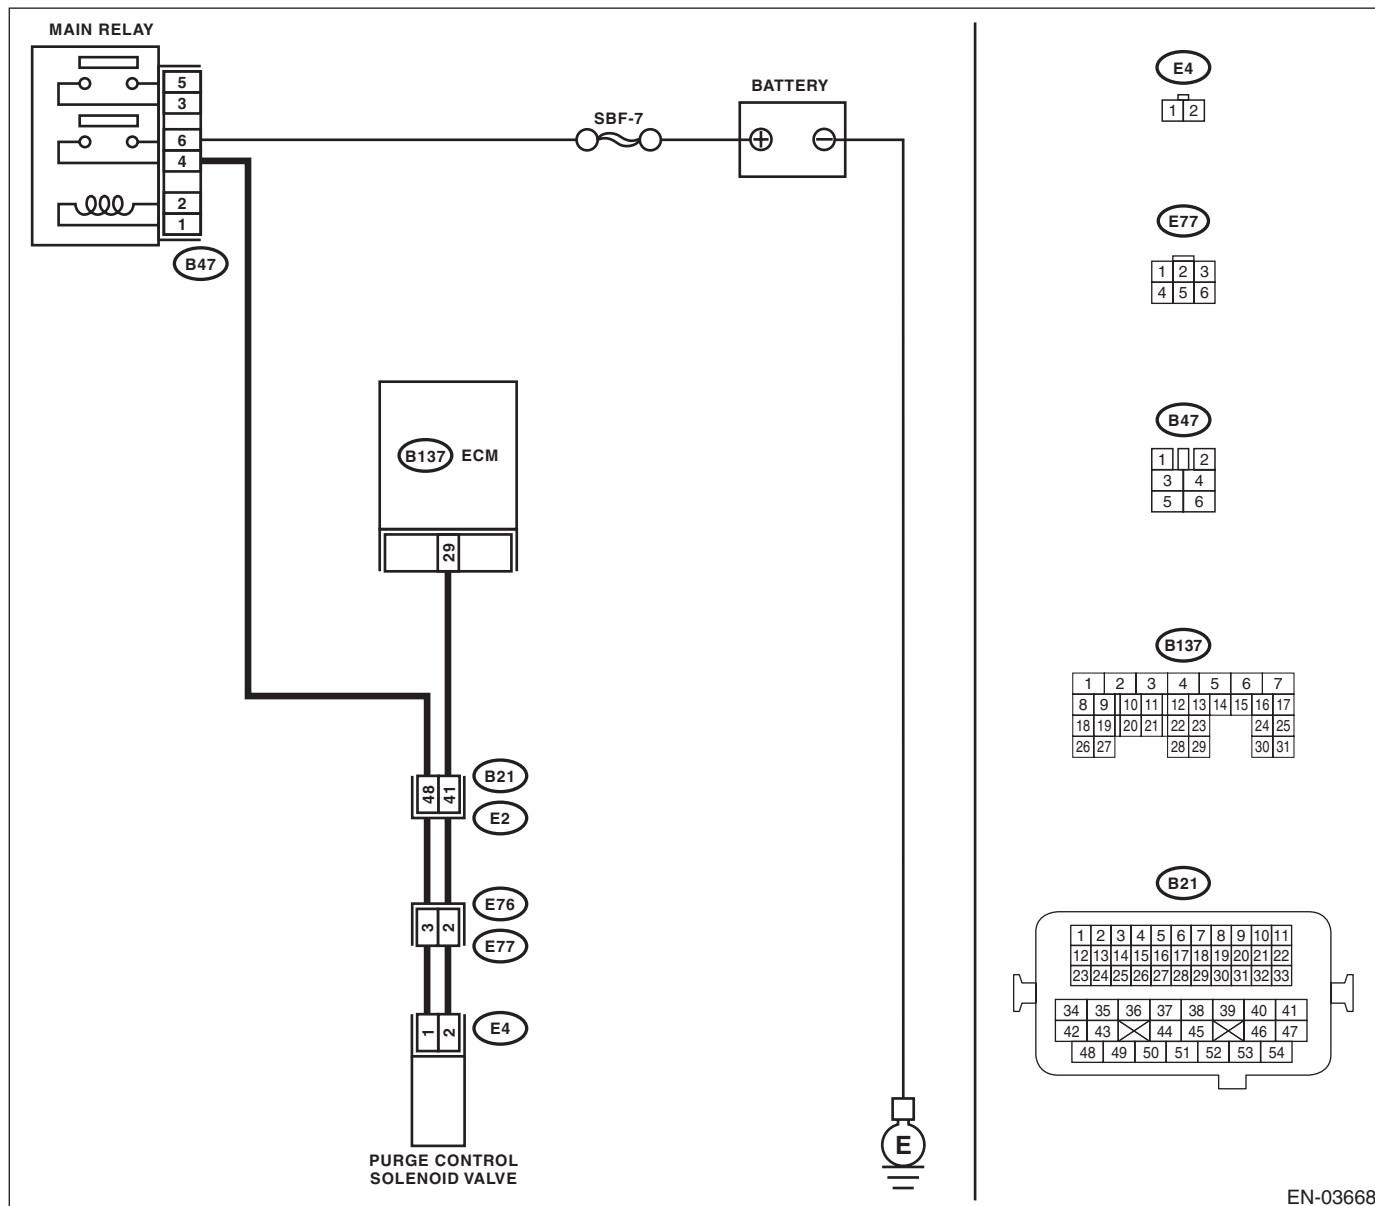 MAIN RELAY
5
3
6
4
2
1
B47
SBF-7
BATTERY
B137 ECM
29
48 41
B21
E2
3 2
E76
E77
1 2
E4
PURGE CONTROL
SOLENOID VALVE
E
E4
1 2
E77
1 2 3
4 5 6
B47
1 2
3 4
5 6
B137
1 2 3 4 5 6 7
8 9 10 11 12 13 14 15 16 17
18 19 20 21 22 23 24 25
26 27 28 29 30 31
B21
1 2 3 4 5 6 7 8 9 10 11
12 13 14 15 16 17 18 19 20 21 22
23 24 25 26 27 28 29 30 31 32 33
34 35 36 37 38 39 40 41
42 43 44 45 46 47
48 49 50 51 52 53 54
EN-03668